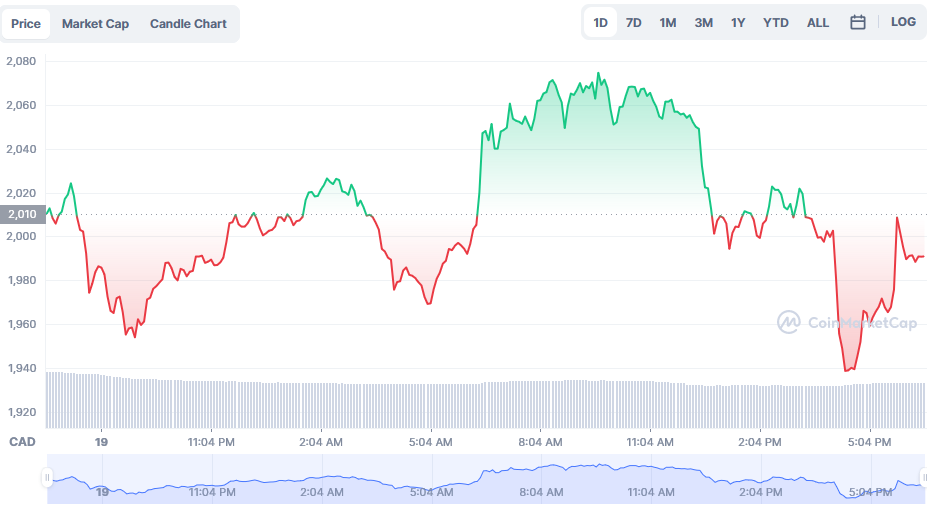 Price Market Cap Candle Chart 1D 7D 1M 3M 1Y YTD ALL LOG
2,080
2,060
2,040
2,020
2,010
2,000
1,980
1,960
CoinMarketCap
1,940
1,920
CAD 19 11:04 PM 2:04 AM 5:04 AM 8:04 AM 11:04 AM 2:04 PM 5:04 PM
19 11:04 PM 2:04 AM 5:04 AM 8:04 AM 11:04 AM 2:04 PM 5:04 PM